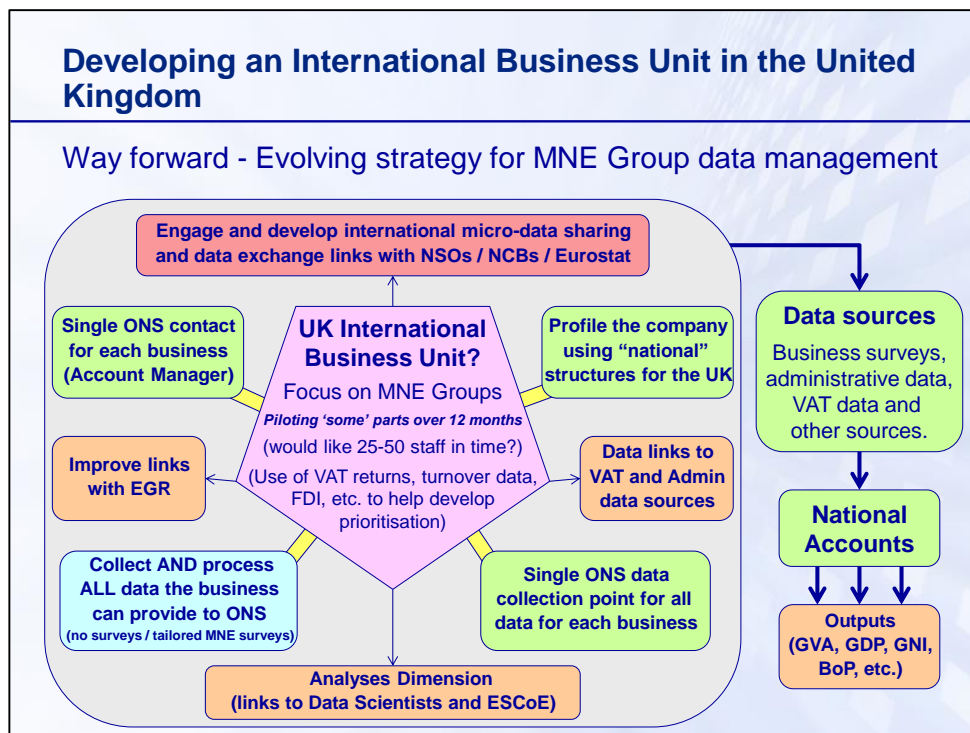 Developing an International Business Unit in the United
Kingdom
Way forward - Evolving strategy for MNE Group data management
Engage and develop international micro-data sharing
and data exchange links with NSOs / NCBs / Eurostat
Single ONS contact
for each business
(Account Manager)
UK International
Business Unit?
Focus on MNE Groups
Piloting ‘some’ parts over 12 months
(would like 25-50 staff in time?)
(Use of VAT returns, turnover data,
FDI, etc. to help develop
prioritisation)
Profile the company
using “national”
structures for the UK
Improve links
with EGR
Data links to
VAT and Admin
data sources
Collect AND process
ALL data the business
can provide to ONS
(no surveys / tailored MNE surveys)
Single ONS data
collection point for all
data for each business
Analyses Dimension
(links to Data Scientists and ESCoE)
Data sources
Business surveys,
administrative data,
VAT data and
other sources.
National
Accounts
Outputs
(GVA, GDP, GNI,
BoP, etc.)